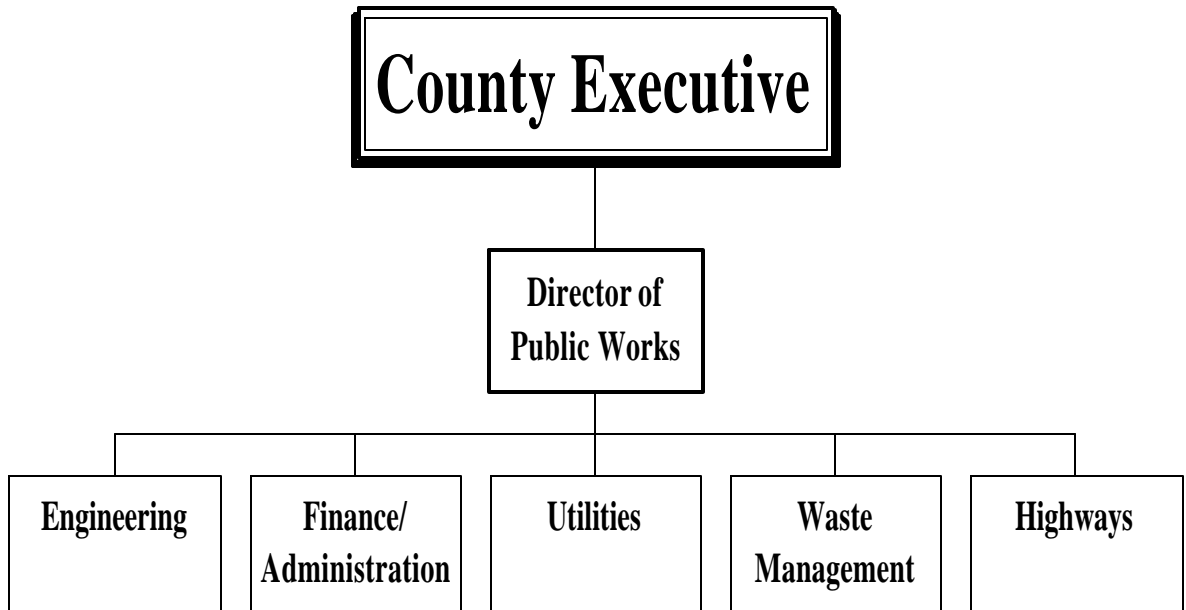 County Executive
Director of
Public Works
Engineering
Finance/
Administration
Utilities
Waste
Management
Highways